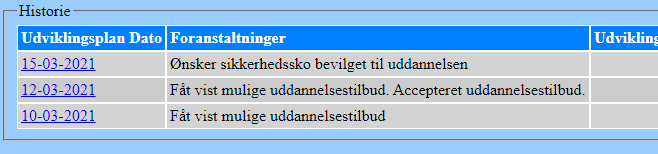 Historie
Udviklingsplan Dato Foranstaltninger Udvikling
15-03-2021 Ønsker sikkerhedssko bevilget til uddannelsen
12-03-2021 Fåt vist mulige uddannelsestilbud. Accepteret uddannelsestilbud.
10-03-2021 Fåt vist mulige uddannelsestilbud